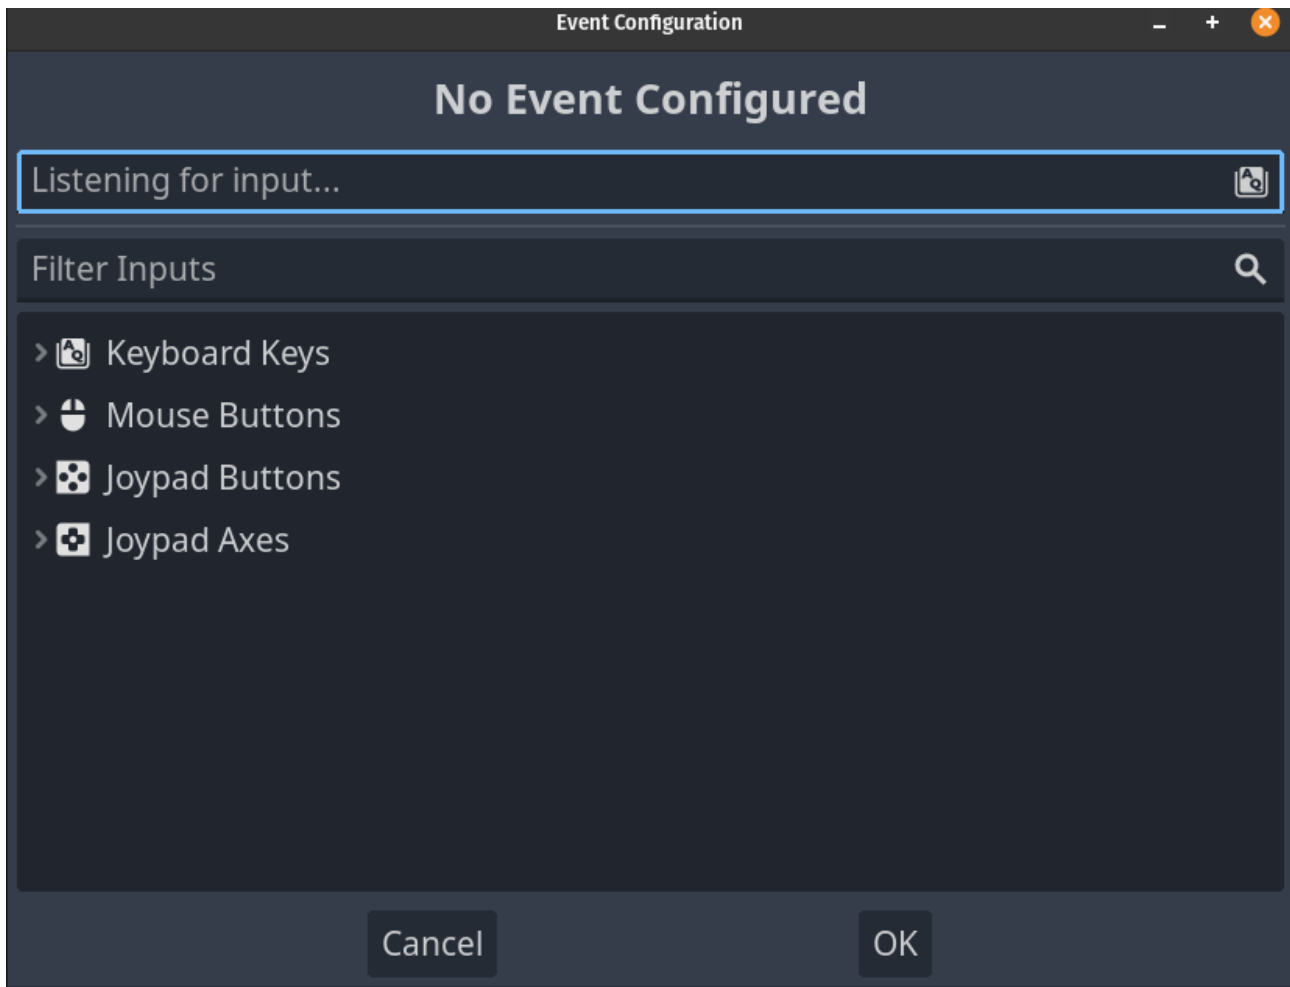 Event Configuration
No Event Configured
Listening for input...
Filter Inputs
Keyboard Keys
Mouse Buttons
Joypad Buttons
Joypad Axes
Cancel OK